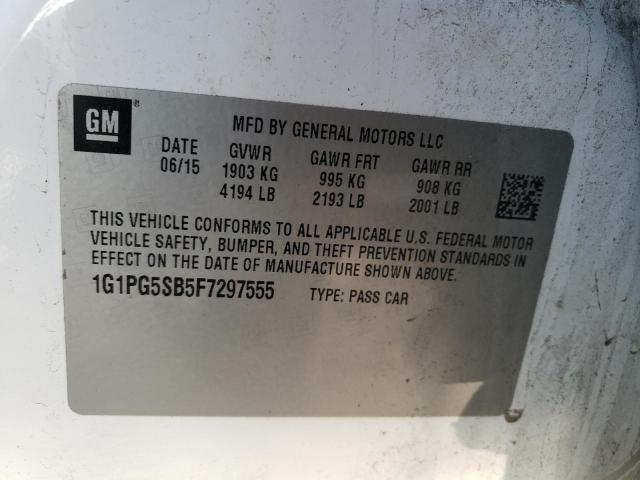 GM ®
MFD BY GENERAL MOTORS LLC
DATE GVWR GAWR FRT GAWR RR
06/15 1903 KG 995 KG 908 KG
4194 LB 2193 LB 2001 LB
THIS VEHICLE CONFORMS TO ALL APPLICABLE U.S. FEDERAL MOTOR
VEHICLE SAFETY, BUMPER, AND THEFT PREVENTION STANDARDS IN
EFFECT ON THE DATE OF MANUFACTURE SHOWN ABOVE.
1G1PG5SB5F7297555 TYPE: PASS CAR